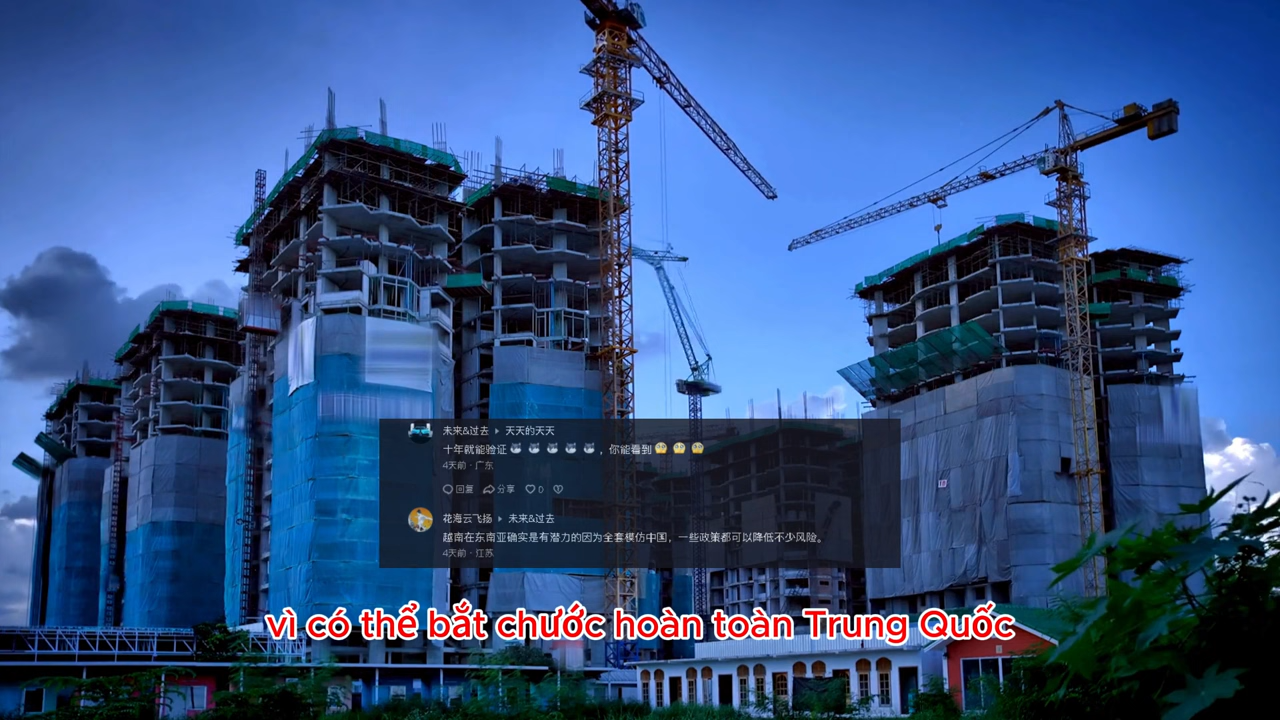 未来&过去 ▸ 天天的天天
十年就能验证，你能看到
4天前 · 广东
回复 分享 0
花海云飞扬 ▸ 未来&过去
越南在东南亚确实是有潜力的因为全套模仿中国，一些政策都可以降低不少风险。
4天前 · 江苏
vì có thể bắt chước hoàn toàn Trung Quốc